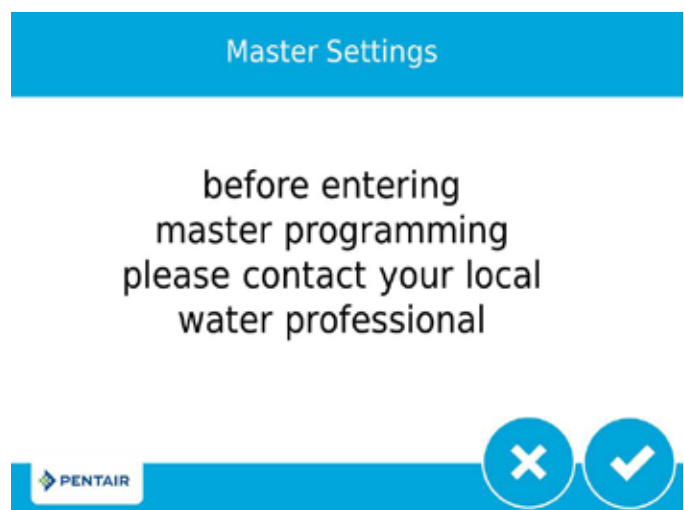 Master Settings
before entering
master programming
please contact your local
water professional
PENTAIR